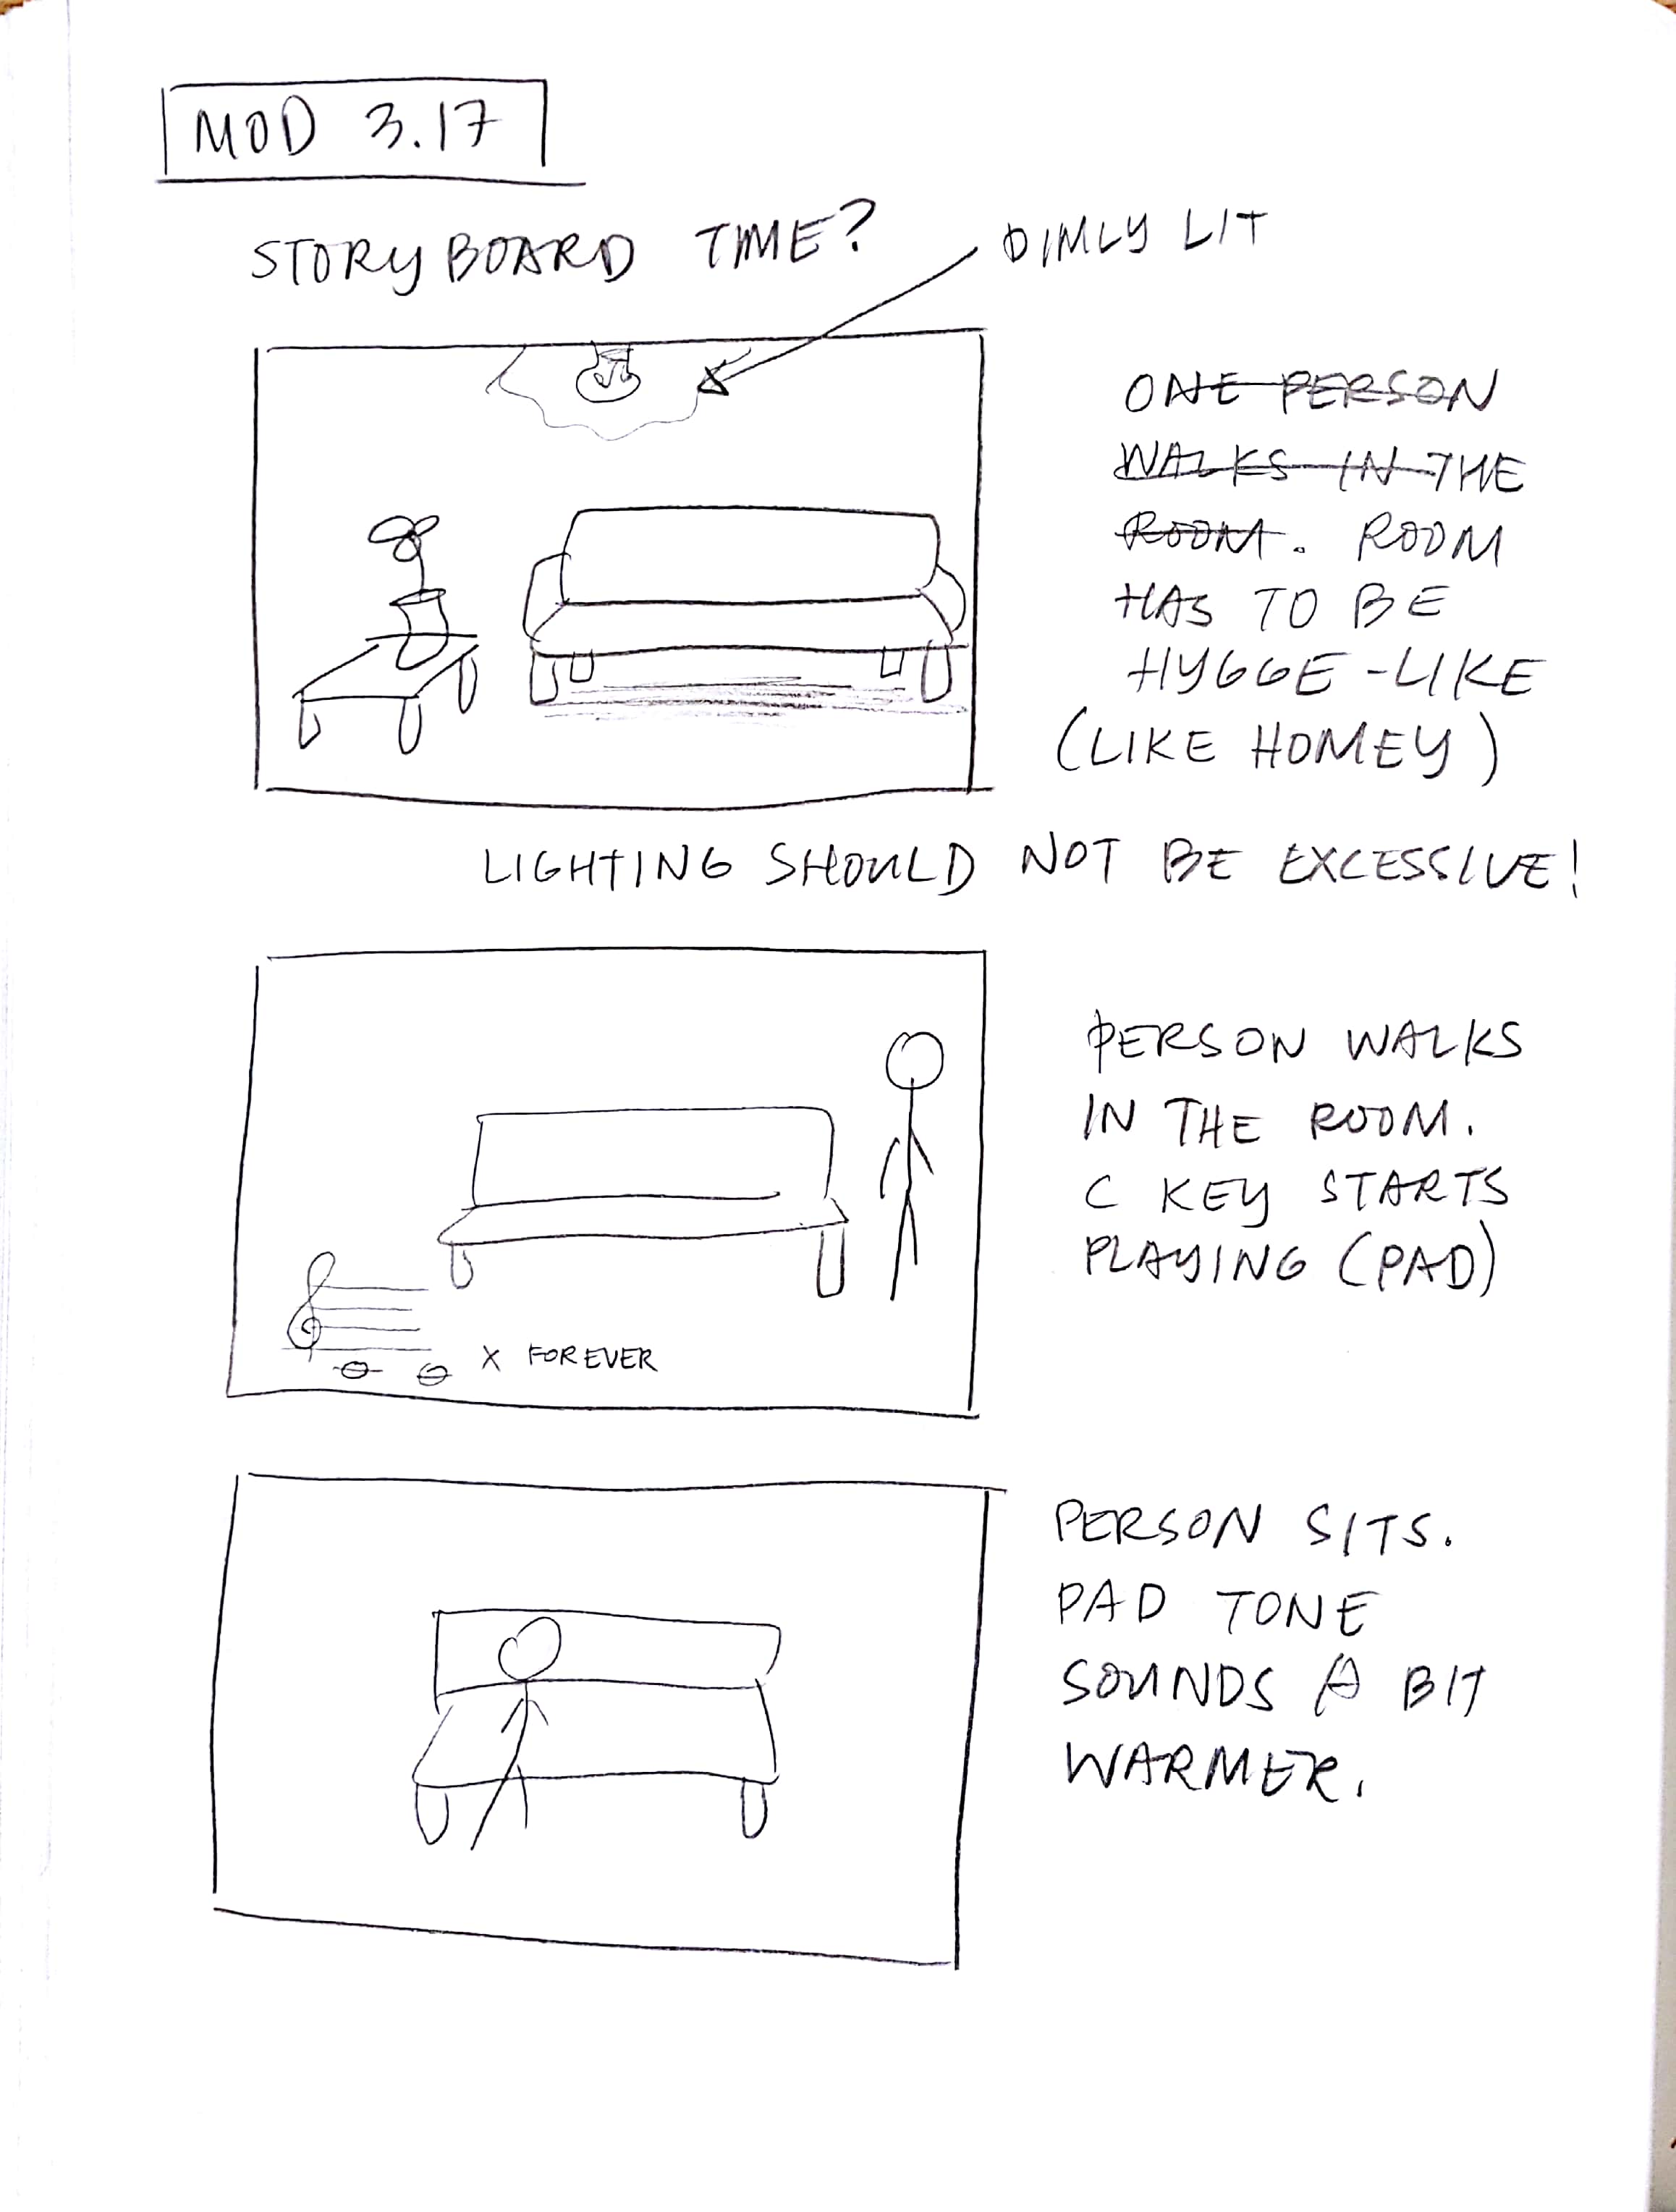 MOD 3.17
STORYBOARD TIME?
DIMLY LIT
ONE PERSON
WALKS IN THE
ROOM. ROOM
HAS TO BE
HYGGE-LIKE
(LIKE HOMEY)
LIGHTING SHOULD NOT BE EXCESSIVE!
PERSON WALKS
IN THE ROOM.
C KEY STARTS
PLAYING (PAD)
X FOREVER
PERSON SITS.
PAD TONE
SOUNDS A BIT
WARMER.